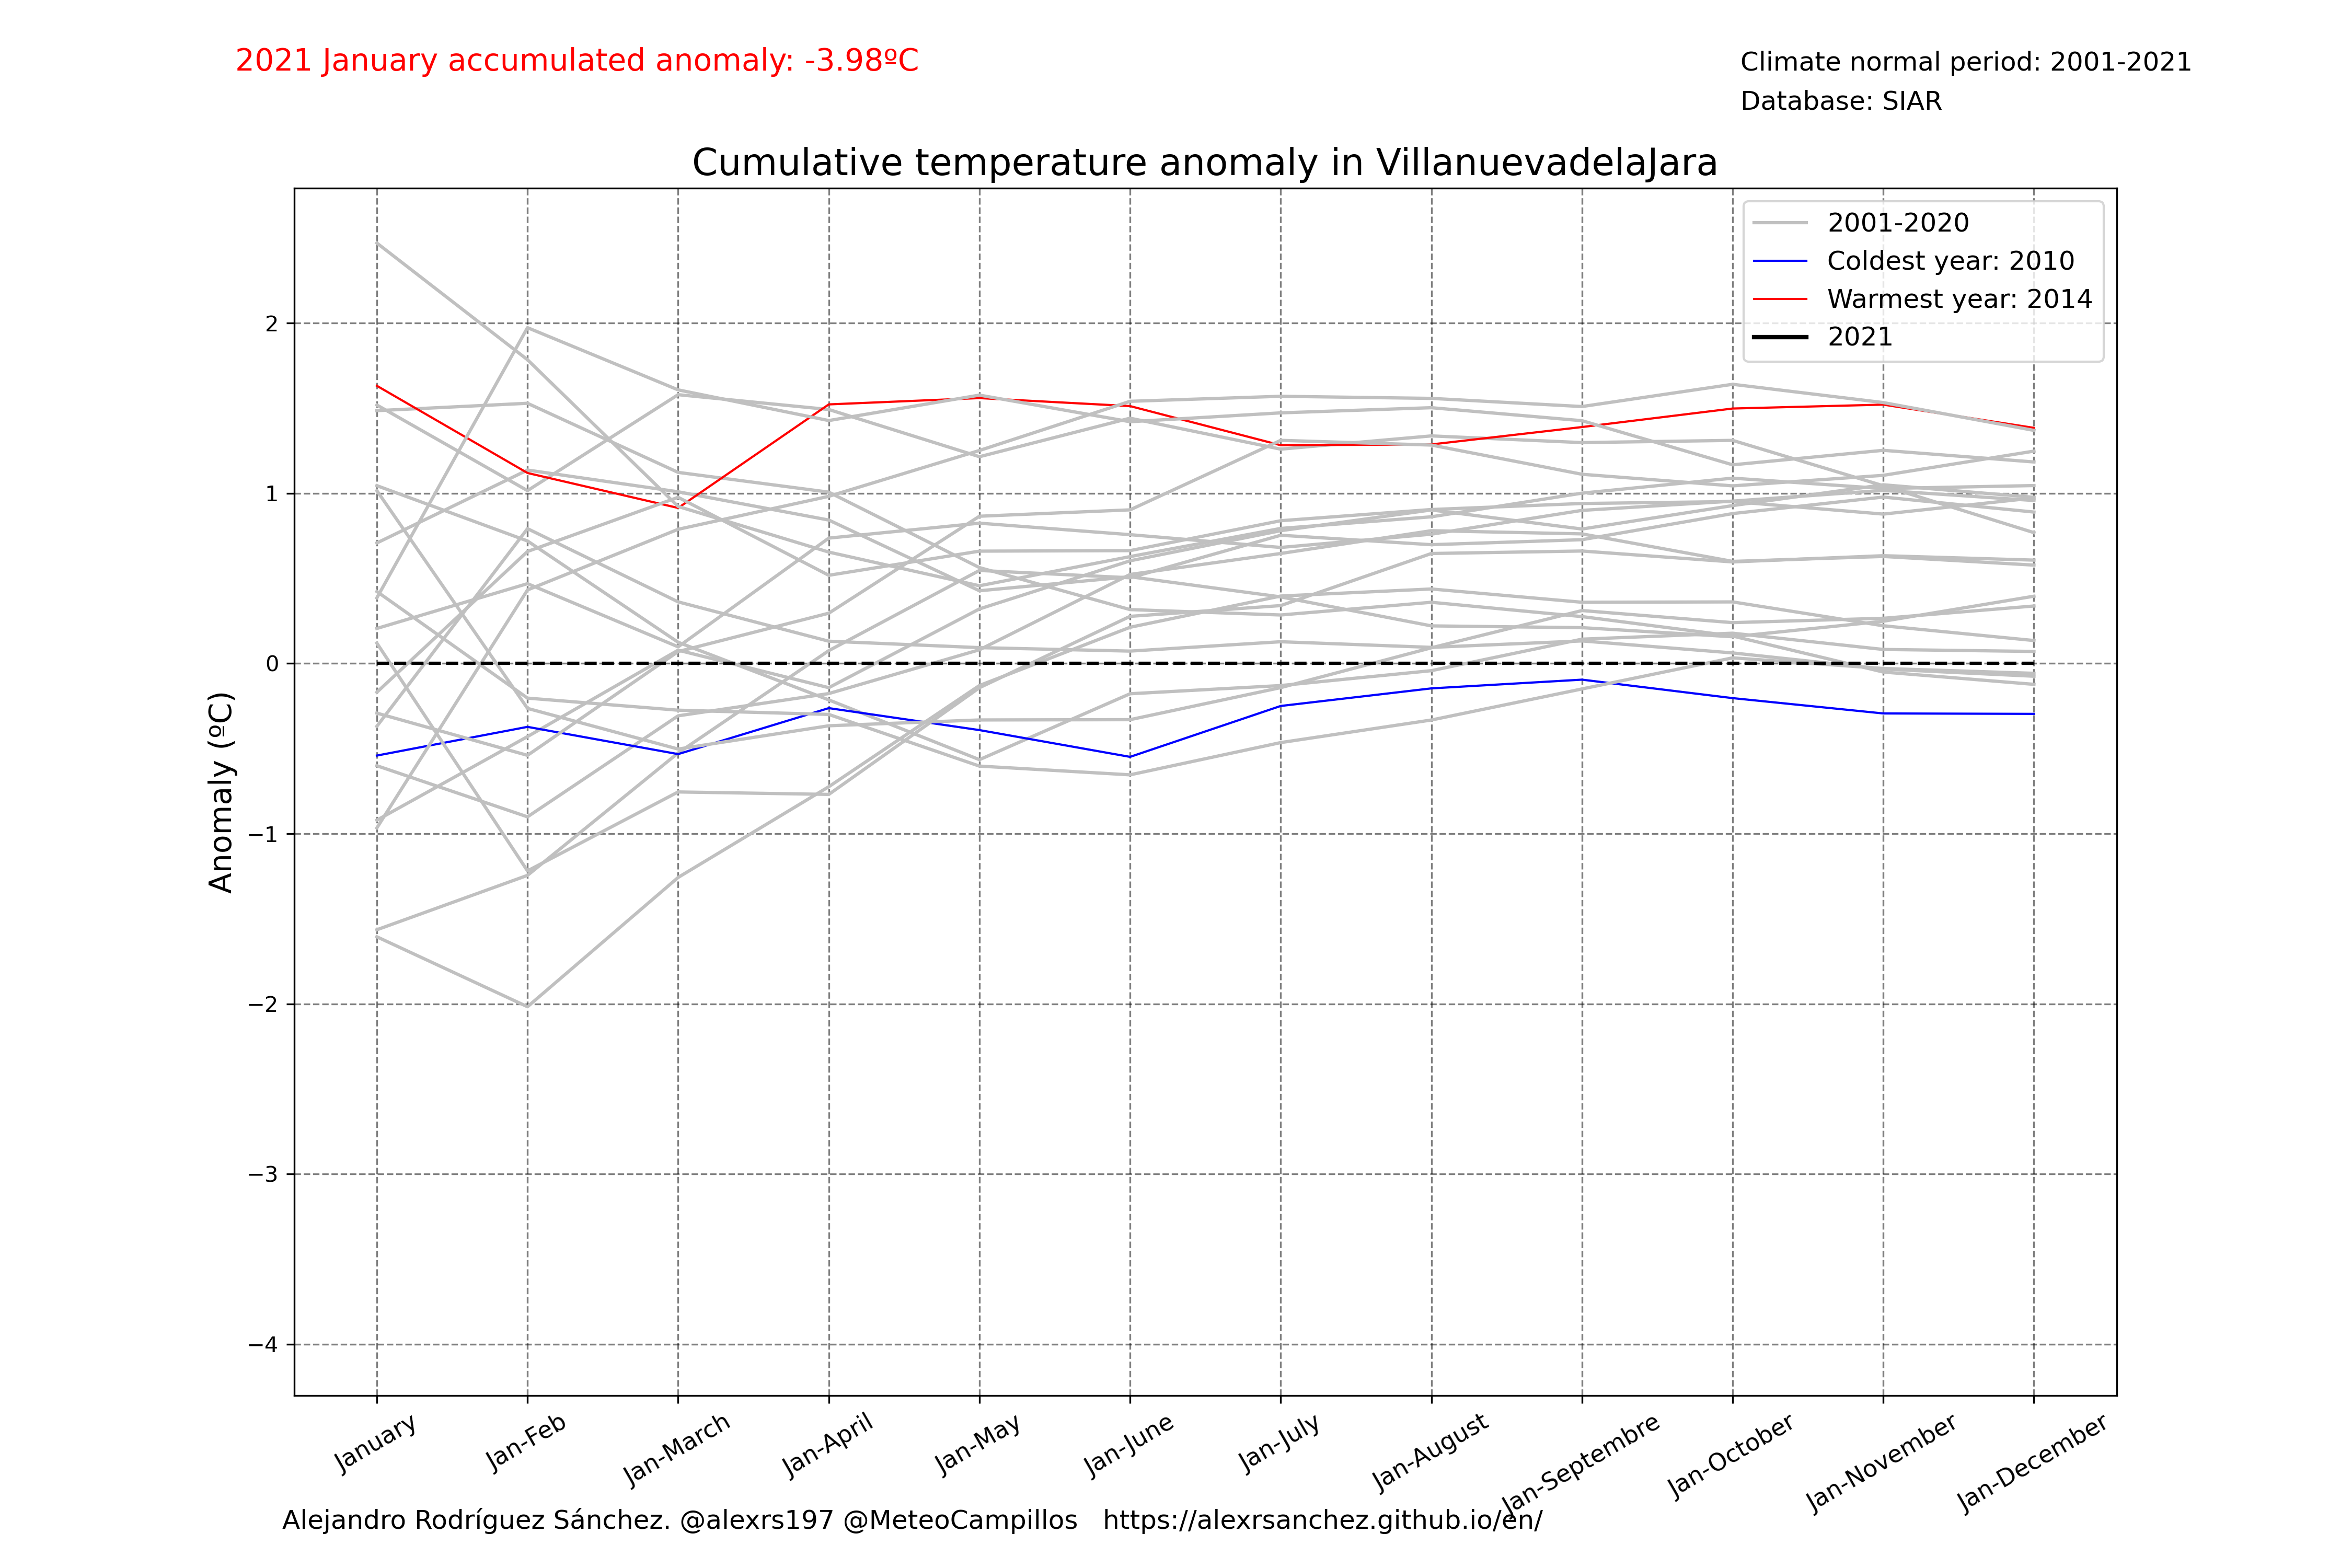 2021 January accumulated anomaly: -3.98ºC
Climate normal period: 2001-2021
Database: SIAR
Cumulative temperature anomaly in VillanuevadelaJara
2001-2020
Coldest year: 2010
Warmest year: 2014
2021
Anomaly (ºC)
2
1
0
−1
−2
−3
−4
January
Jan-Feb
Jan-March
Jan-April
Jan-May
Jan-June
Jan-July
Jan-August
Jan-Septembre
Jan-October
Jan-November
Jan-December
Alejandro Rodríguez Sánchez. @alexrs197 @MeteoCampillos https://alexrsanchez.github.io/en/